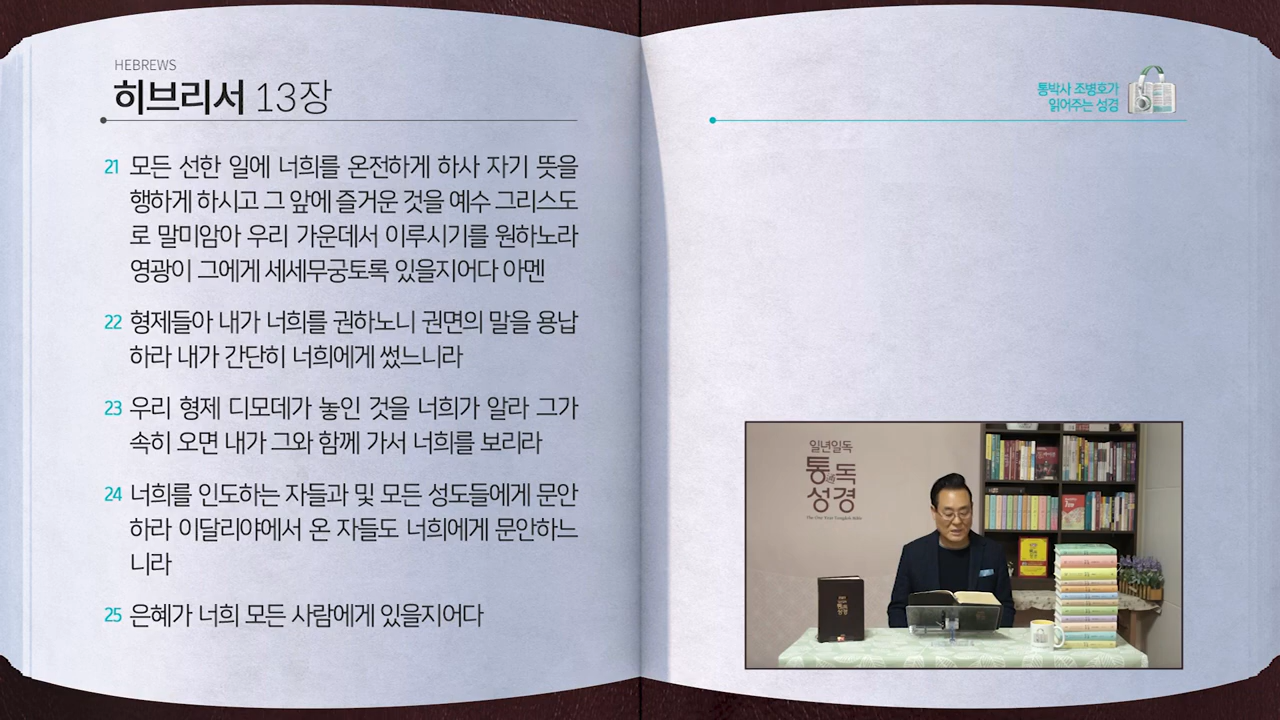 HEBREWS
히브리서 13장
21 모든 선한 일에 너희를 온전하게 하사 자기 뜻을
행하게 하시고 그 앞에 즐거운 것을 예수 그리스도
로 말미암아 우리 가운데서 이루시기를 원하노라
영광이 그에게 세세무궁토록 있을지어다 아멘
22 형제들아 내가 너희를 권하노니 권면의 말을 용납
하라 내가 간단히 너희에게 썼느니라
23 우리 형제 디모데가 놓인 것을 너희가 알라 그가
속히 오면 내가 그와 함께 가서 너희를 보리라
24 너희를 인도하는 자들과 및 모든 성도들에게 문안
하라 이달리야에서 온 자들도 너희에게 문안하느
니라
25 은혜가 너희 모든 사람에게 있을지어다
통박사 조병호가
읽어주는 성경
일년일독
통독
성경